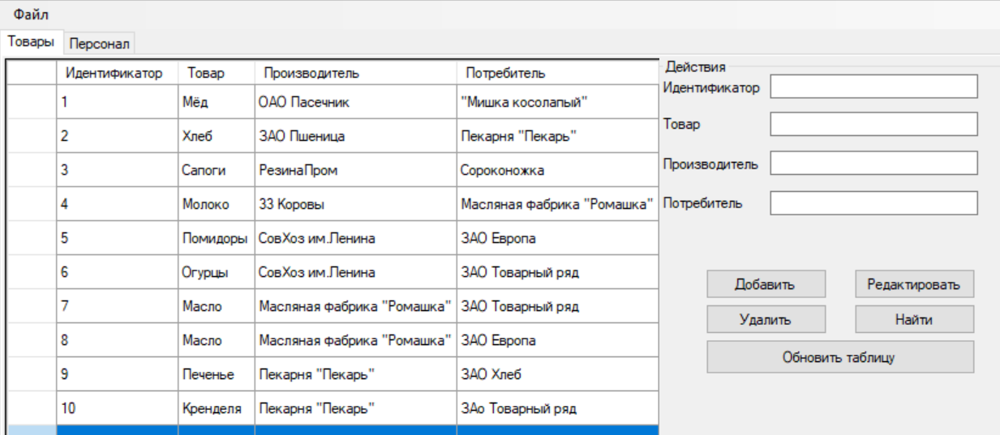 Файл
Товары Персонал
Идентификатор Товар Производитель Потребитель
1 Мёд ОАО Пасечник "Мишка косолапый"
2 Хлеб ЗАО Пшеница Пекарня "Пекарь"
3 Сапоги РезинаПром Сороконожка
4 Молоко 33 Коровы Масляная фабрика "Ромашка"
5 Помидоры СовХоз им.Ленина ЗАО Европа
6 Огурцы СовХоз им.Ленина ЗАО Товарный ряд
7 Масло Масляная фабрика "Ромашка" ЗАО Товарный ряд
8 Масло Масляная фабрика "Ромашка" ЗАО Европа
9 Печенье Пекарня "Пекарь" ЗАО Хлеб
10 Кренделя Пекарня "Пекарь" ЗАо Товарный ряд
Действия
Идентификатор
Товар
Производитель
Потребитель
Добавить Редактировать
Удалить Найти
Обновить таблицу